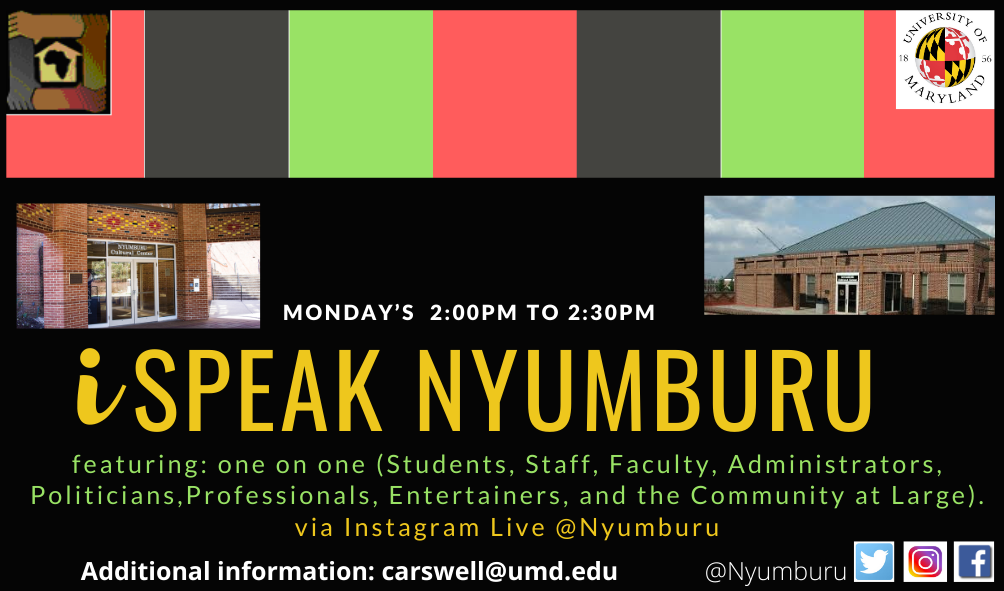 UNIVERSITY OF
18 56
MARYLAND
NYUMBURU
Cultural Center
MONDAY'S 2:00PM TO 2:30PM
i SPEAK NYUMBURU
featuring: one on one (Students, Staff, Faculty, Administrators,
Politicians,Professionals, Entertainers, and the Community at Large).
via Instagram Live @Nyumburu
Additional information: carswell@umd.edu
@Nyumburu